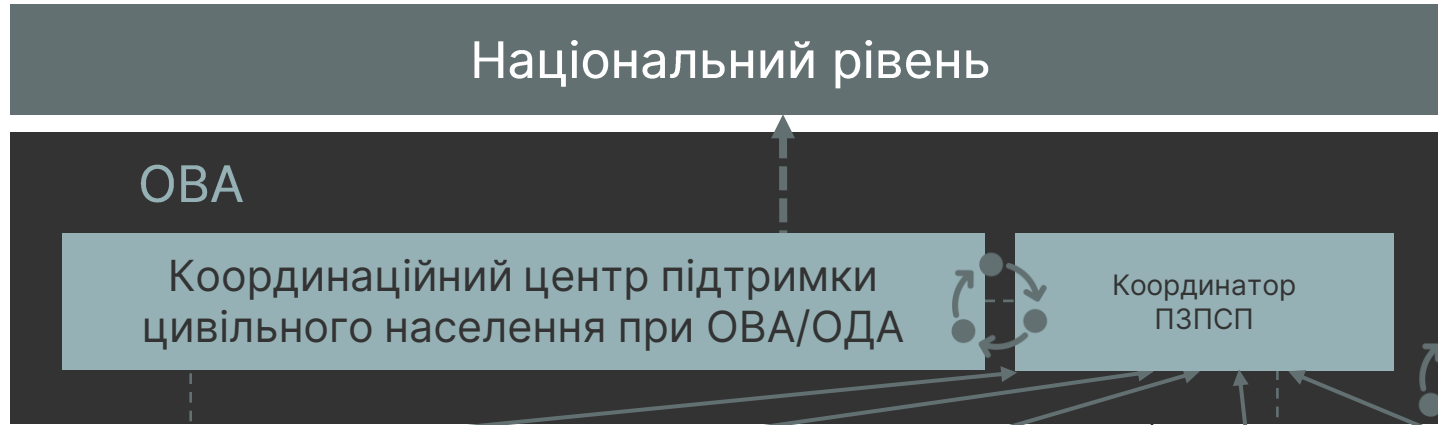 Національний рівень
ОВА
Координаційний центр підтримки
цивільного населення при ОВА/ОДА
Координатор
ПЗПСП